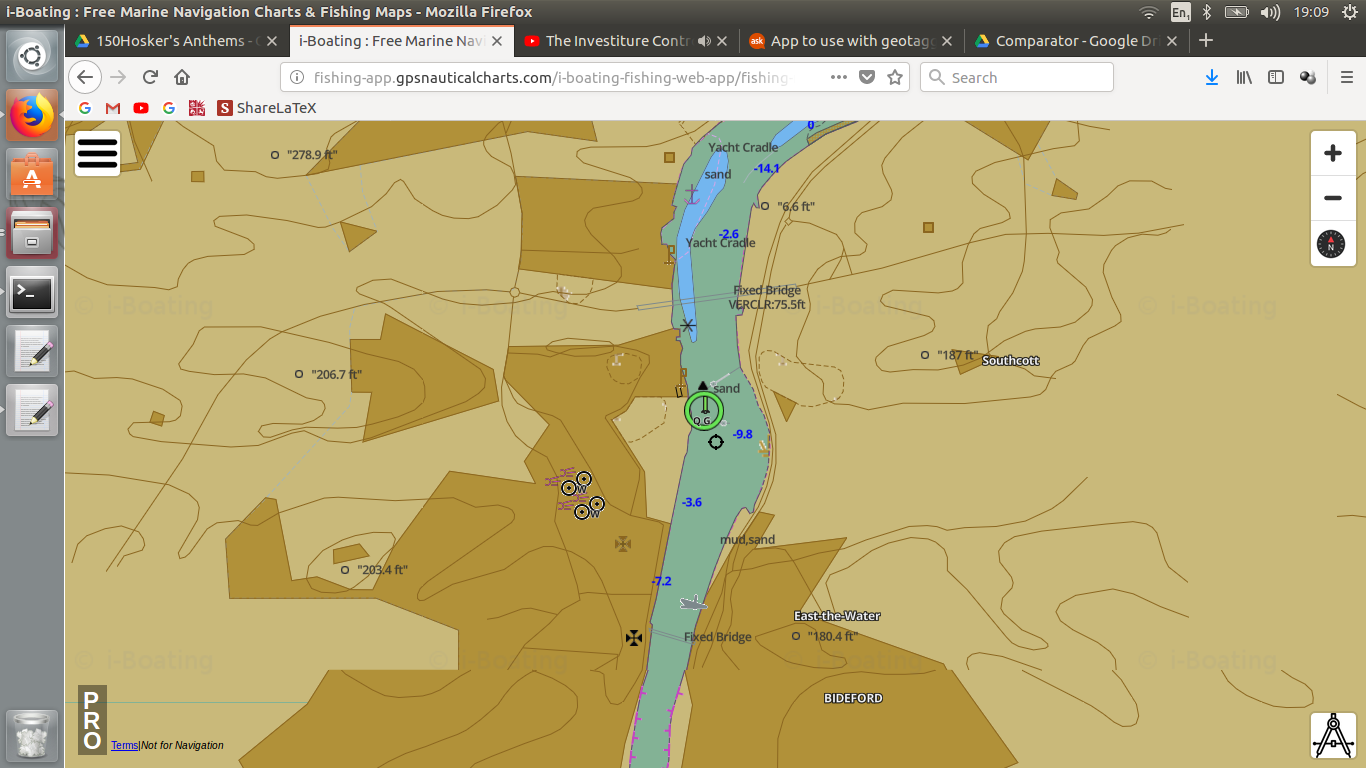 i-Boating : Free Marine Navigation Charts & Fishing Maps - Mozilla Firefox
En1
19:09
150Hosker's Anthems -
i-Boating : Free Marine Navi
The Investiture Contr
ask
App to use with geotagg
Comparator - Google Dri
fishing-app.gpsnauticalcharts.com/i-boating-fishing-web-app/fishing-
Search
ShareLaTeX
0
Yacht Cradle
"278.9 ft"
-14.1
sand
"6.6 ft"
-2.6
Yacht Cradle
Fixed Bridge
VERCLR:75.5ft
© i-Boating
© i-Boating
© i-Boating
© i-Boating
"187 ft"
Southcott
"206.7 ft"
sand
Q.G
-9.8
W
-3.6
W
mud,sand
"203.4 ft"
-7.2
East-the-Water
Fixed Bridge
"180.4 ft"
© i-Boating
© i-Boating
© i-Boating
© i-Boating
BIDEFORD
N
PRO
Terms|Not for Navigation